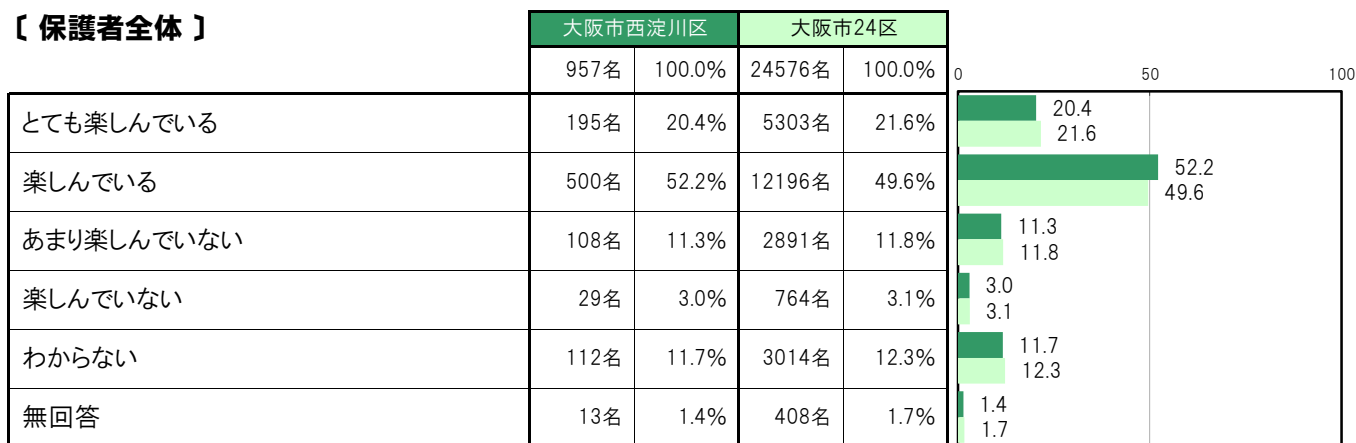 〔 保護者全体 〕
大阪市西淀川区 大阪市24区
957名 100.0% 24576名 100.0% 0 50 100
とても楽しんでいる 195名 20.4% 5303名 21.6% 20.4
21.6
楽しんでいる 500名 52.2% 12196名 49.6% 52.2
49.6
あまり楽しんでいない 108名 11.3% 2891名 11.8% 11.3
11.8
楽しんでいない 29名 3.0% 764名 3.1% 3.0
3.1
わからない 112名 11.7% 3014名 12.3% 11.7
12.3
無回答 13名 1.4% 408名 1.7% 1.4
1.7